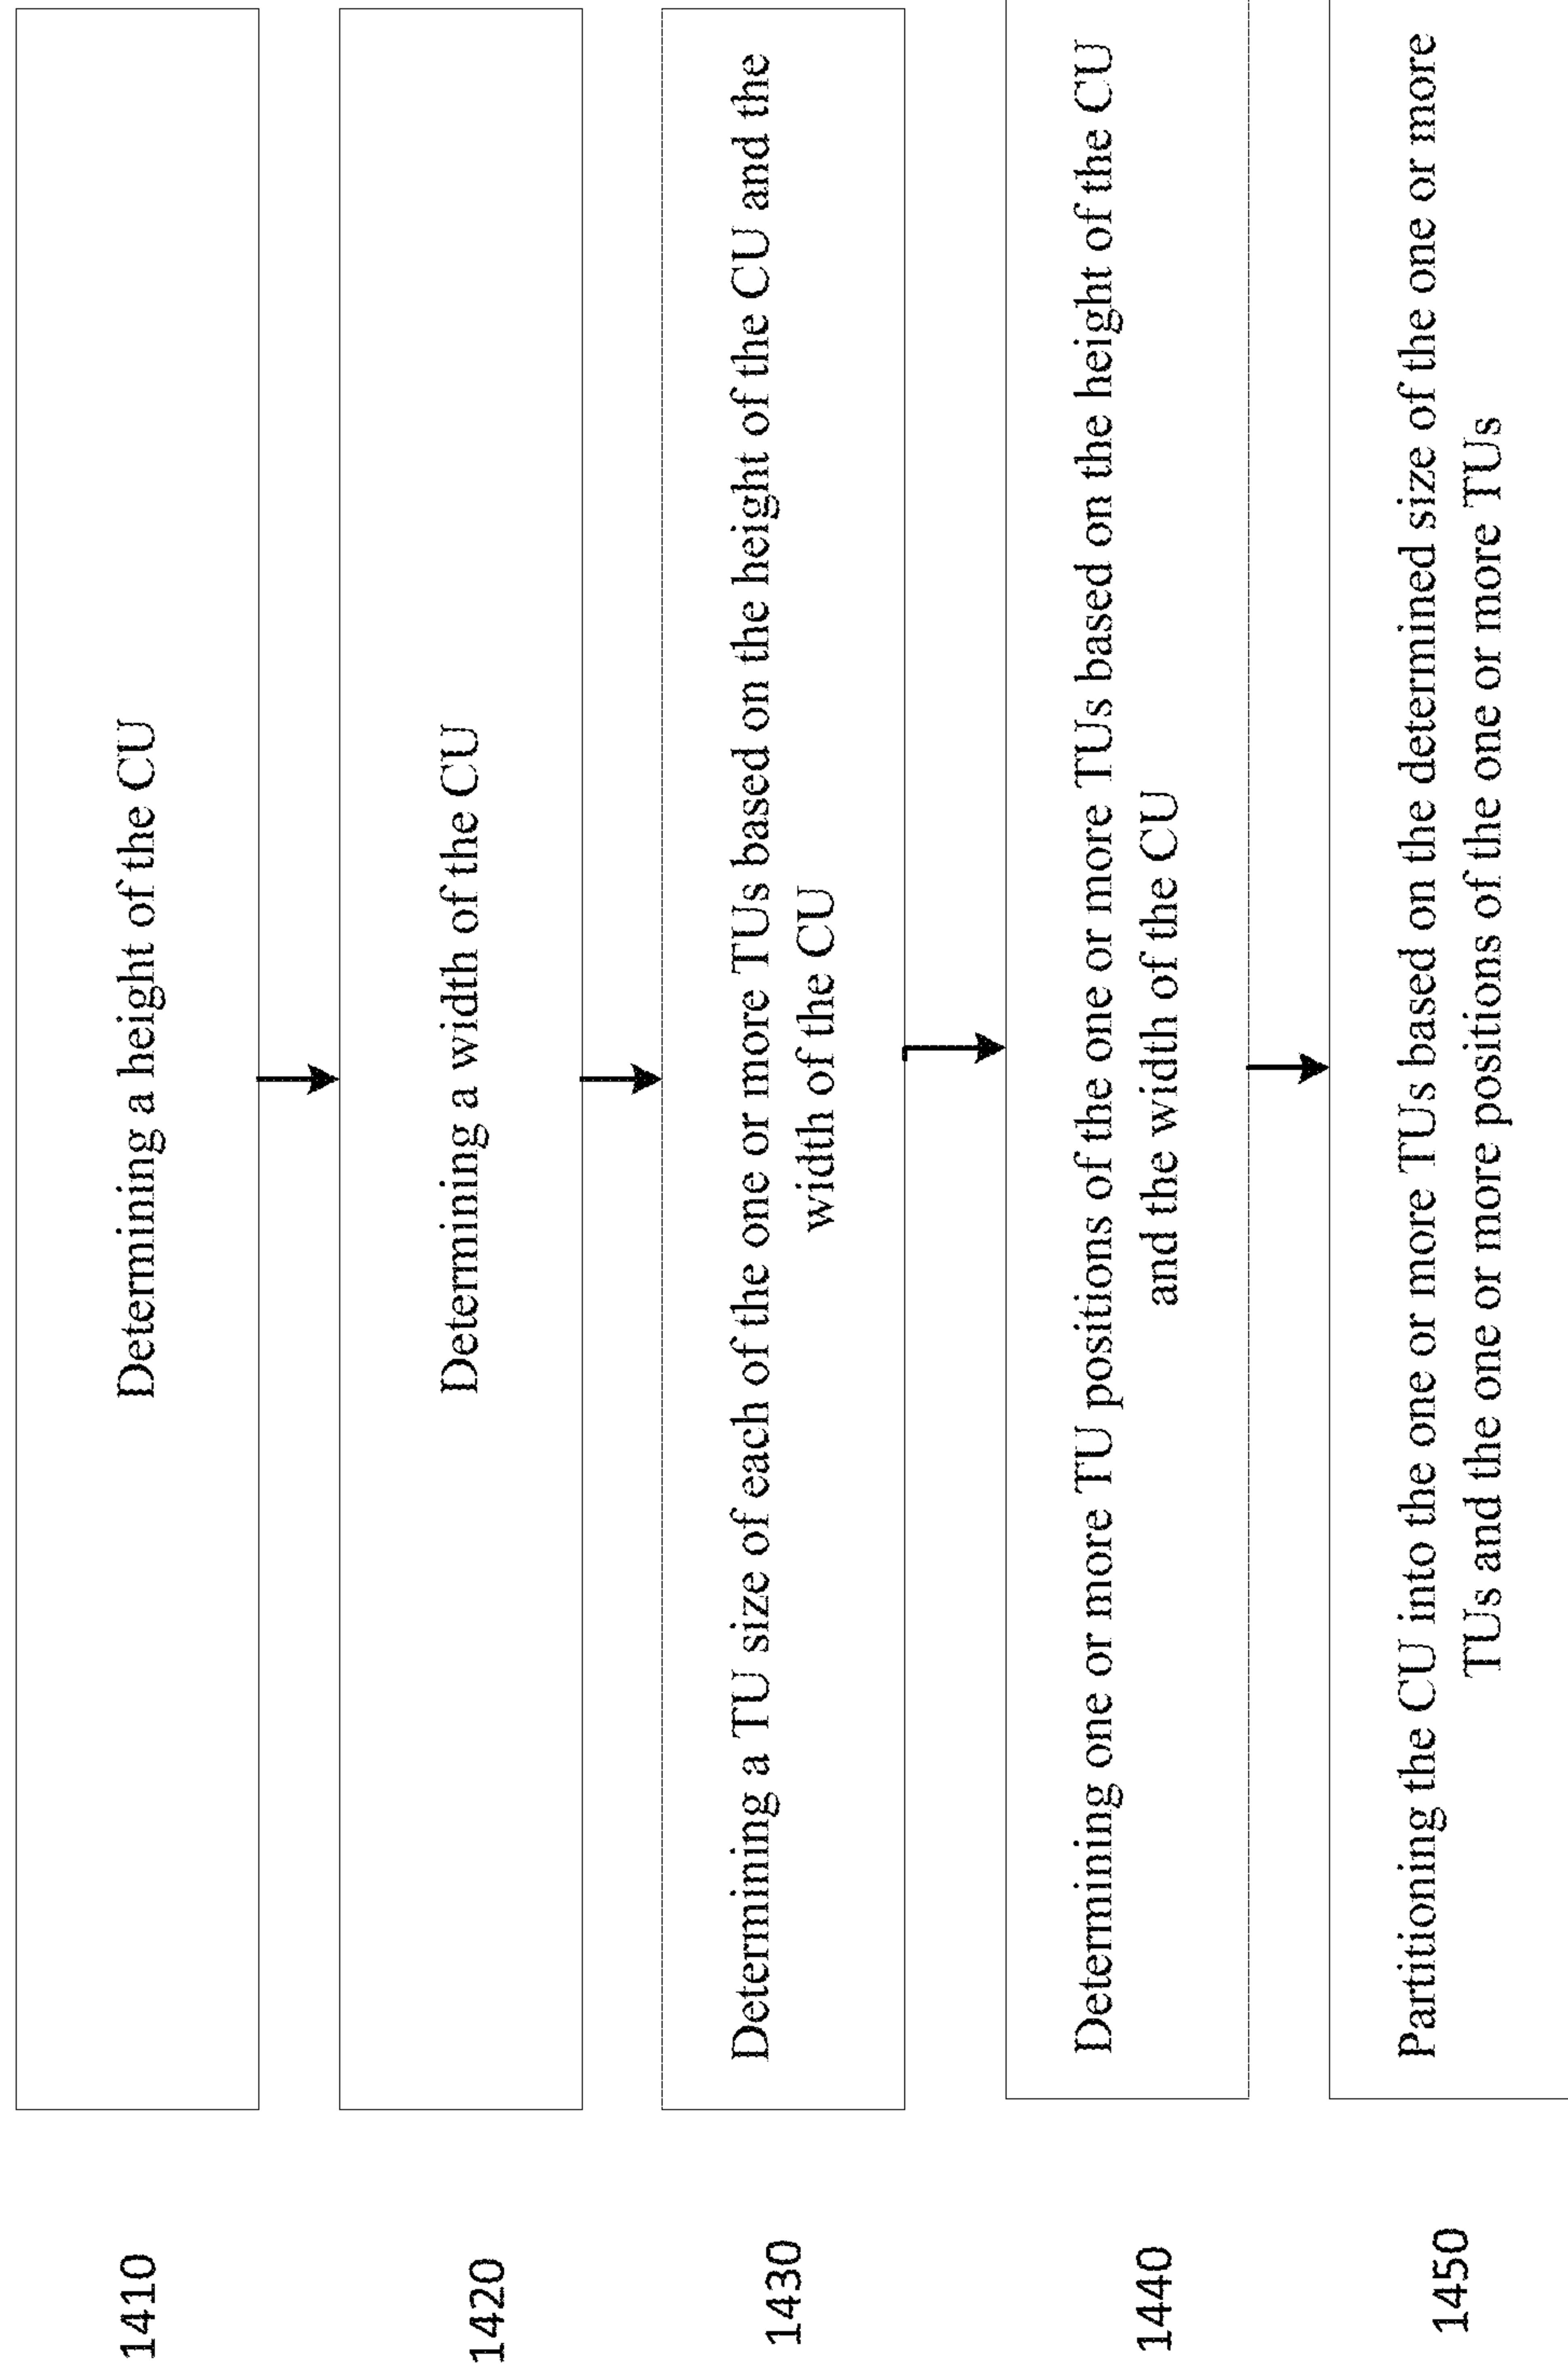 1410
Determining a height of the CU
1420
Determining a width of the CU
1430
Determining a TU size of each of the one or more TUs based on the height of the CU and the
width of the CU
1440
Determining one or more TU positions of the one or more TUs based on the height of the CU
and the width of the CU
1450
Partitioning the CU into the one or more TUs based on the determined size of the one or more
TUs and the one or more positions of the one or more TUs